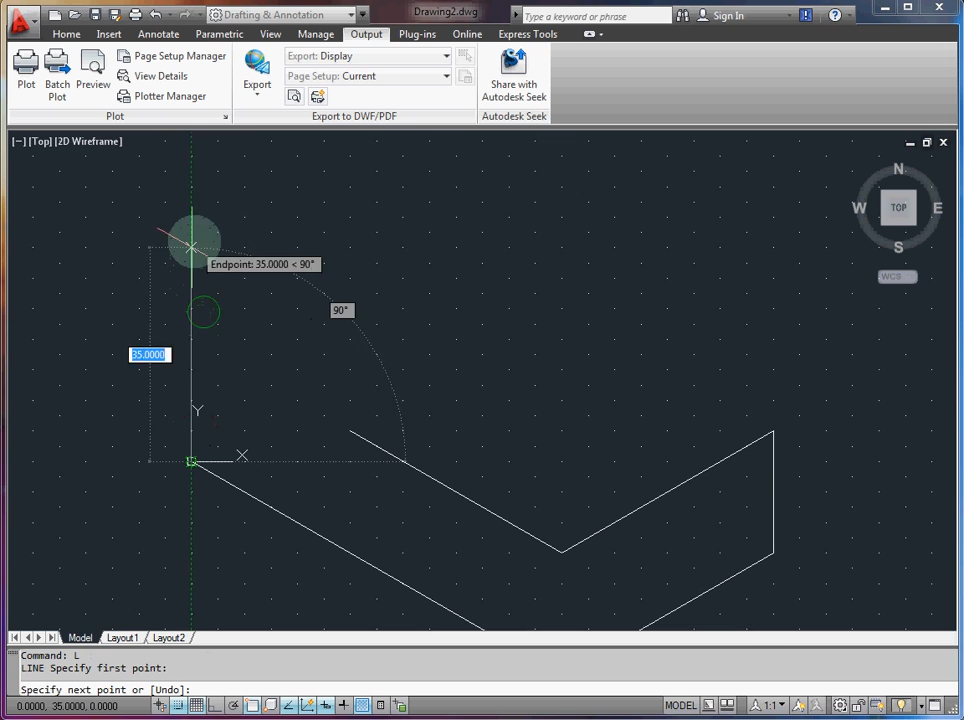 Drafting & Annotation
Drawing2.dwg
Type a keyword or phrase
Sign In
Home Insert Annotate Parametric View Manage Output Plug-ins Online Express Tools
Plot
Batch Plot
Preview
Page Setup Manager
View Details
Plotter Manager
Export
Export: Display
Page Setup: Current
Share with Autodesk Seek
Plot
Export to DWF/PDF
Autodesk Seek
[−] [Top] [2D Wireframe]
N
W
TOP
E
S
WCS
Endpoint: 35.0000 < 90°
90°
35.0000
Y
X
Model Layout1 Layout2
Command: L
LINE Specify first point:
Specify next point or [Undo]:
0.0000, 35.0000, 0.0000
MODEL
1:1